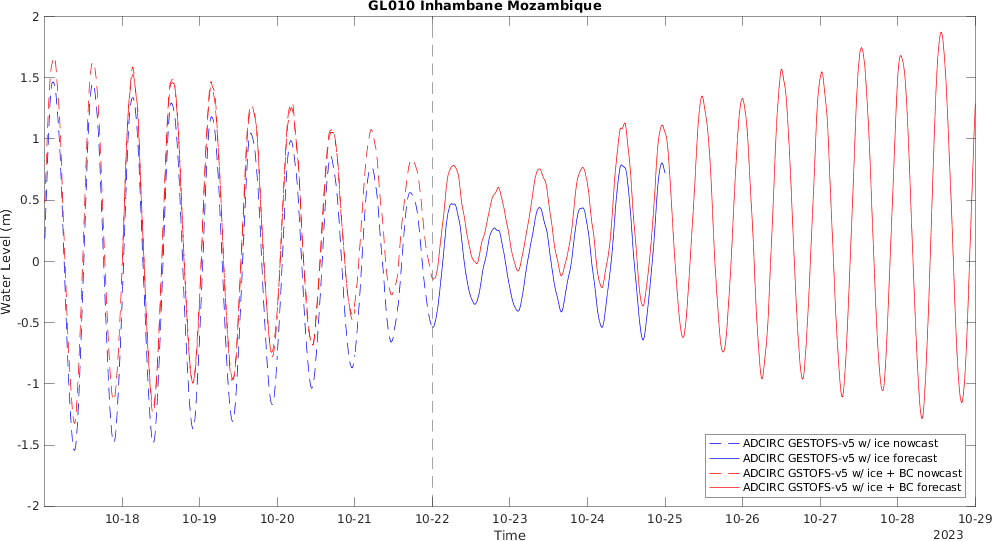 GL010 Inhambane Mozambique
2
1.5
1
0.5
0
-0.5
-1
-1.5
-2
Water Level (m)
10-18 10-19 10-20 10-21 10-22 10-23 10-24 10-25 10-26 10-27 10-28 10-29
Time
2023
ADCIRC GESTOFS-v5 w/ ice nowcast
ADCIRC GESTOFS-v5 w/ ice forecast
ADCIRC GSTOFS-v5 w/ ice + BC nowcast
ADCIRC GSTOFS-v5 w/ ice + BC forecast